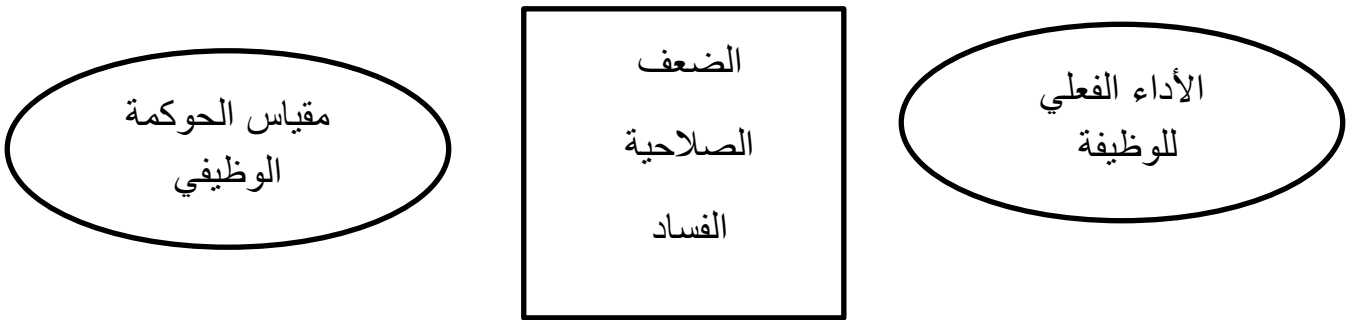 الأداء الفعلي
للوظيفة
الضعف
الصلاحية
الفساد
مقياس الحوكمة
الوظيفي